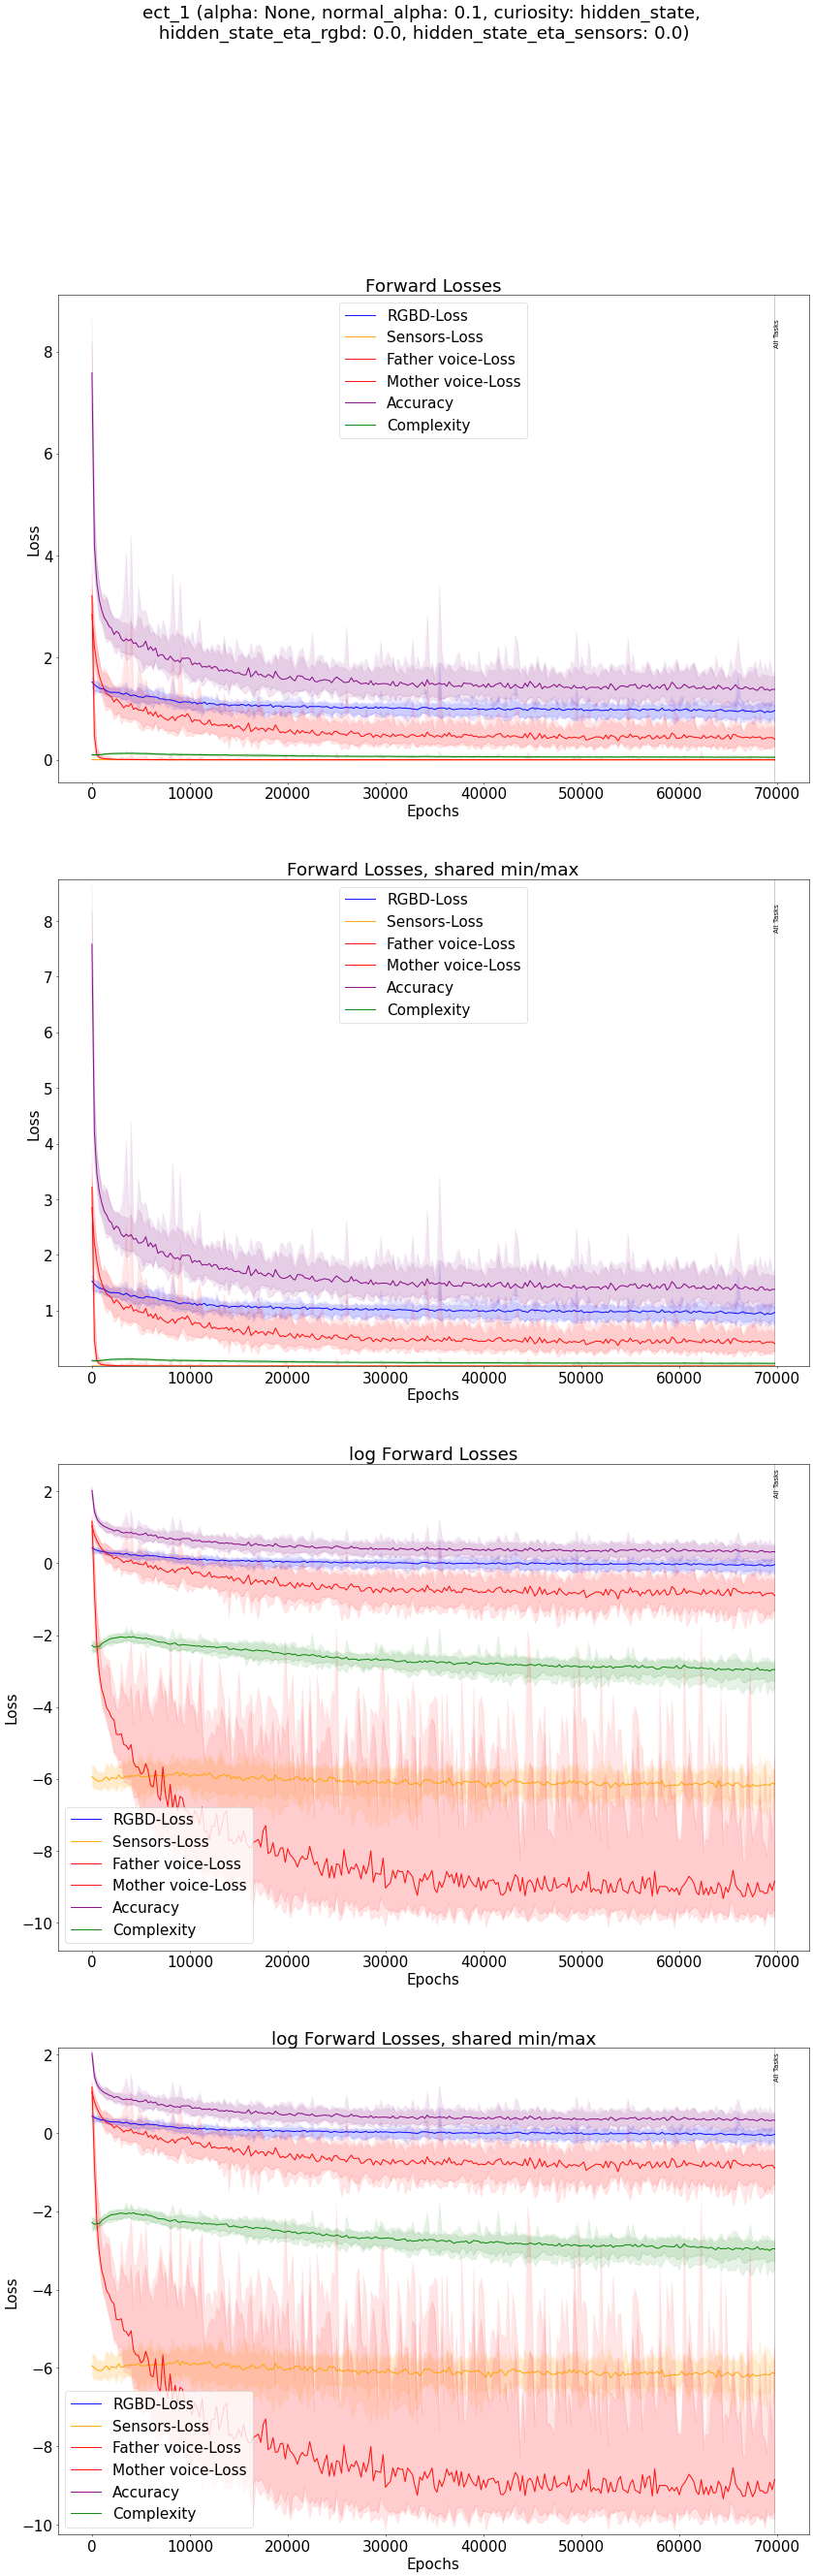 ect_1 (alpha: None, normal_alpha: 0.1, curiosity: hidden_state,
hidden_state_eta_rgbd: 0.0, hidden_state_eta_sensors: 0.0)
Forward Losses
RGBD-Loss
Sensors-Loss
Father voice-Loss
Mother voice-Loss
Accuracy
Complexity
All Tasks
Loss
8
6
4
2
0
0 10000 20000 30000 40000 50000 60000 70000
Epochs
Forward Losses, shared min/max
RGBD-Loss
Sensors-Loss
Father voice-Loss
Mother voice-Loss
Accuracy
Complexity
All Tasks
Loss
8
7
6
5
4
3
2
1
0 10000 20000 30000 40000 50000 60000 70000
Epochs
log Forward Losses
All Tasks
Loss
2
0
−2
−4
−6
−8
−10
RGBD-Loss
Sensors-Loss
Father voice-Loss
Mother voice-Loss
Accuracy
Complexity
0 10000 20000 30000 40000 50000 60000 70000
Epochs
log Forward Losses, shared min/max
All Tasks
Loss
2
0
−2
−4
−6
−8
−10
RGBD-Loss
Sensors-Loss
Father voice-Loss
Mother voice-Loss
Accuracy
Complexity
0 10000 20000 30000 40000 50000 60000 70000
Epochs